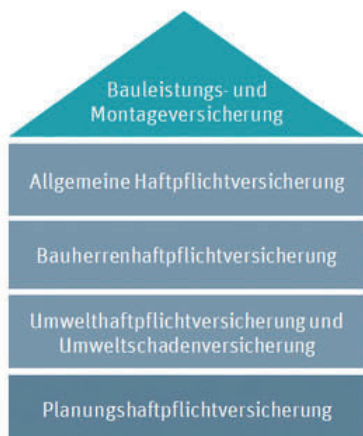 Bauleistungs- und
Montageversicherung
Allgemeine Haftpflichtversicherung
Bauherrenhaftpflichtversicherung
Umwelthaftpflichtversicherung und
Umweltschadenversicherung
Planungshaftpflichtversicherung